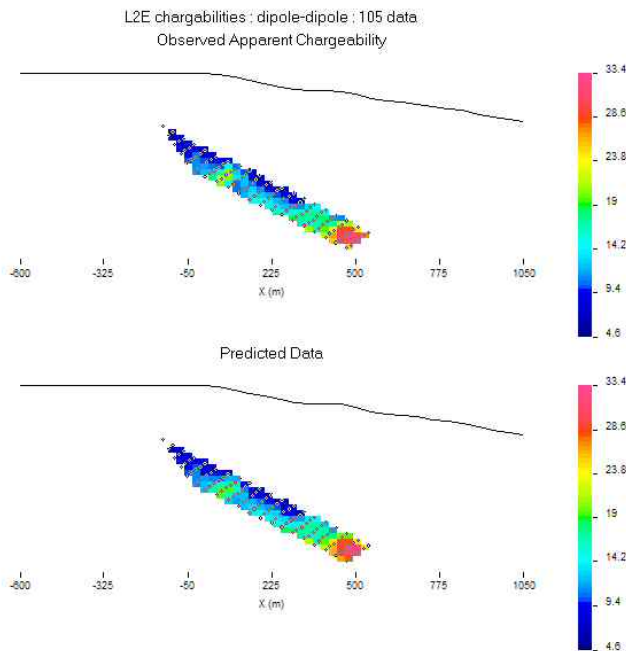 L2E chargabilities : dipole-dipole : 105 data
Observed Apparent Chargeability
33.4
28.6
23.8
19
14.2
9.4
4.6
-600 -325 -50 225 500 775 1050
X (m)
Predicted Data
33.4
28.6
23.8
19
14.2
9.4
4.6
-600 -325 -50 225 500 775 1050
X (m)